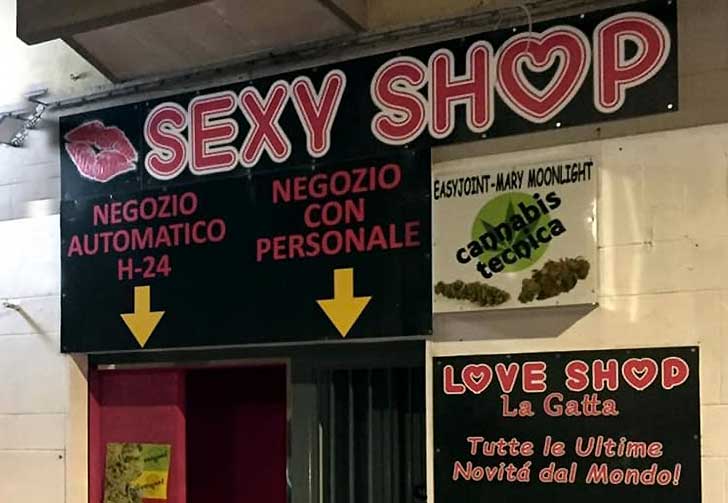 SEXY SHOP
NEGOZIO
AUTOMATICO
H-24
NEGOZIO
CON
PERSONALE
EASYJOINT-MARY MOONLIGHT
cannabis
tecnica
LOVE SHOP
La Gatta
Tutte le Ultime
Novitá dal Mondo!